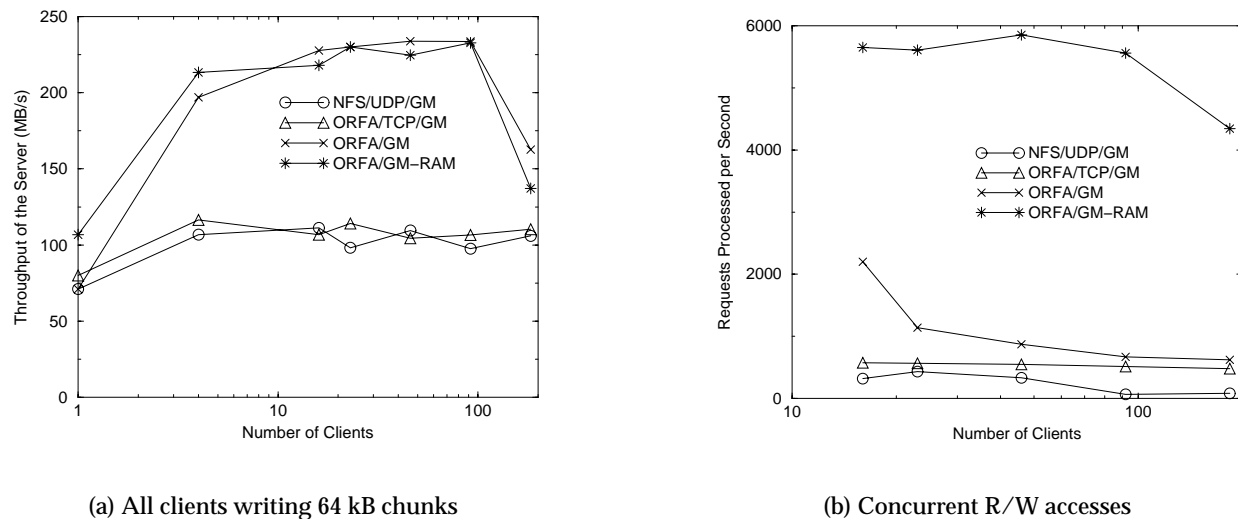 250
200
150
100
50
0
1
10
100
Number of Clients
Throughput of the Server (MB/s)
NFS/UDP/GM
ORFA/TCP/GM
ORFA/GM
ORFA/GM−RAM
(a) All clients writing 64 kB chunks
6000
4000
2000
0
10
100
Number of Clients
Requests Processed per Second
NFS/UDP/GM
ORFA/TCP/GM
ORFA/GM
ORFA/GM−RAM
(b) Concurrent R/W accesses